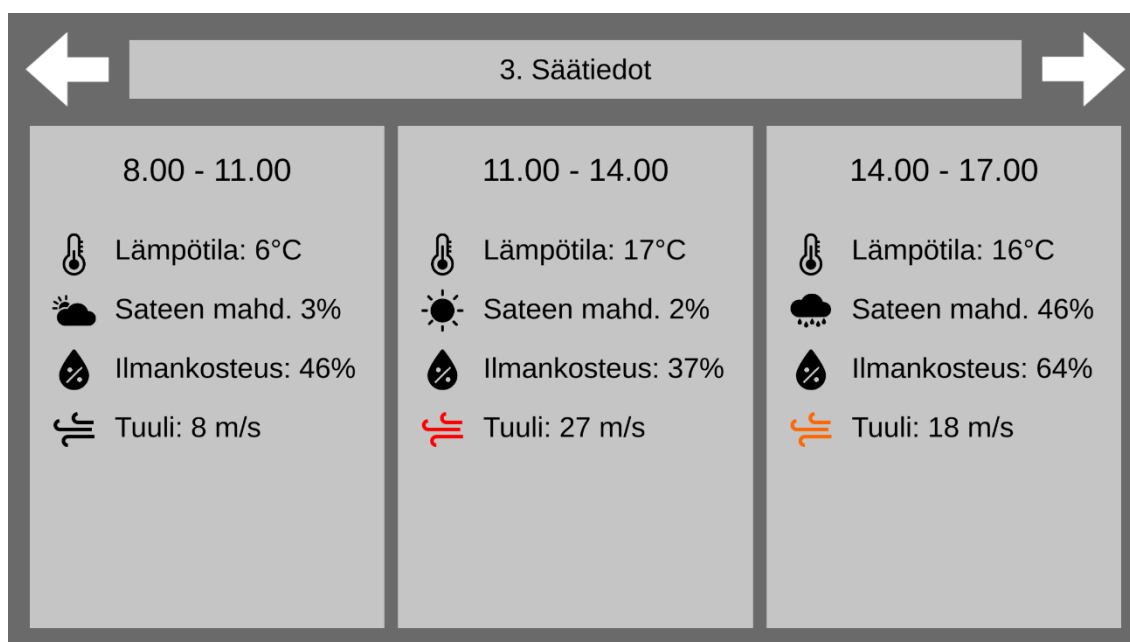 3. Säätiedot
8.00 - 11.00
Lämpötila: 6°C
Sateen mahd. 3%
Ilmankosteus: 46%
Tuuli: 8 m/s
11.00 - 14.00
Lämpötila: 17°C
Sateen mahd. 2%
Ilmankosteus: 37%
Tuuli: 27 m/s
14.00 - 17.00
Lämpötila: 16°C
Sateen mahd. 46%
Ilmankosteus: 64%
Tuuli: 18 m/s